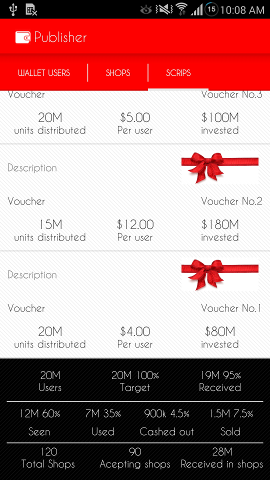 15 10:08 AM
Publisher
WALLET USERS SHOPS SCRIPS
Voucher Voucher No.3
20M $5.00 $100M
units distributed Per user invested
Description
Voucher Voucher No.2
15M $12.00 $180M
units distributed Per user invested
Description
Voucher Voucher No.1
20M $4.00 $80M
units distributed Per user invested
20M 20M 100% 19M 95%
Users Target Received
12M 60% 7M 35% 900k 4.5% 1.5M 7.5%
Seen Used Cashed out Sold
120 90 28M
Total Shops Acepting shops Received in shops